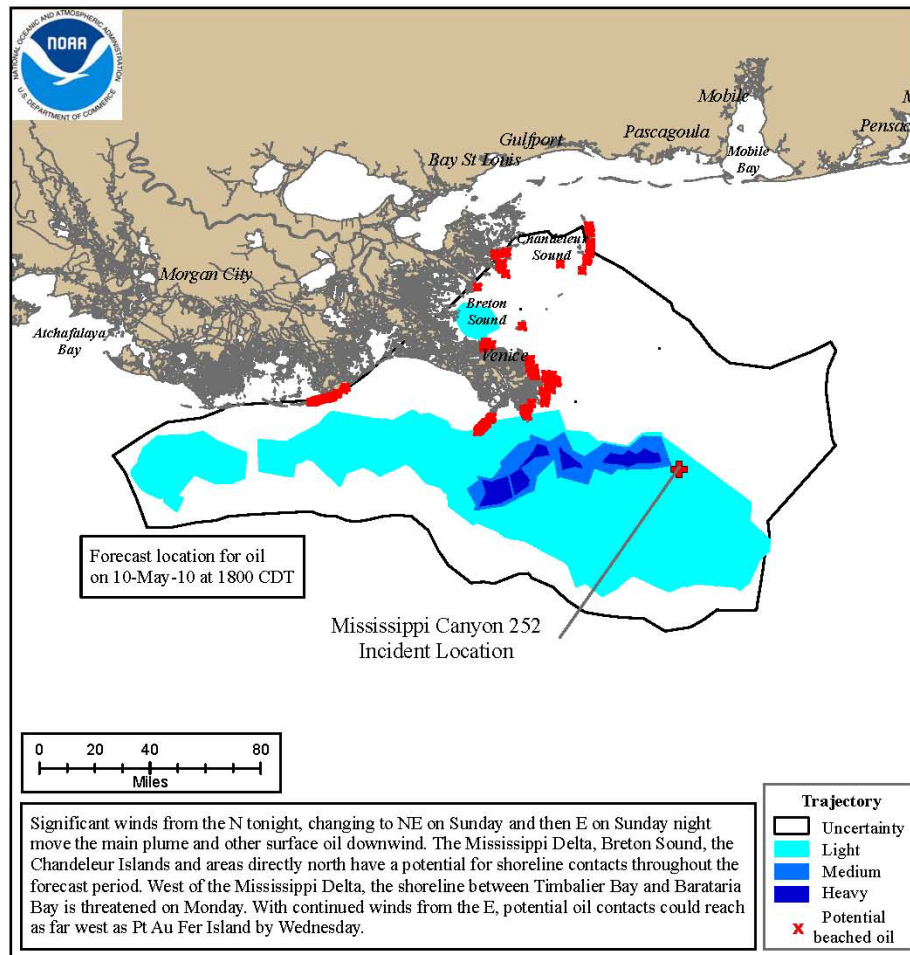 NATIONAL OCEANIC AND ATMOSPHERIC ADMINISTRATION
NOAA
U.S. DEPARTMENT OF COMMERCE
Mobile
Pensac
Gulfport
Pascagoula
Bay St Louis
Mobile
Bay
Chandeleur
Sound
Morgan City
Breton
Sound
Atchafalaya
Bay
Venice
Forecast location for oil
on 10-May-10 at 1800 CDT
Mississippi Canyon 252
Incident Location
0 20 40 80
Miles
Significant winds from the N tonight, changing to NE on Sunday and then E on Sunday night
move the main plume and other surface oil downwind. The Mississippi Delta, Breton Sound, the
Chandeleur Islands and areas directly north have a potential for shoreline contacts throughout the
forecast period. West of the Mississippi Delta, the shoreline between Timbalier Bay and Barataria
Bay is threatened on Monday. With continued winds from the E, potential oil contacts could reach
as far west as Pt Au Fer Island by Wednesday.
Trajectory
Uncertainty
Light
Medium
Heavy
x Potential
beached oil